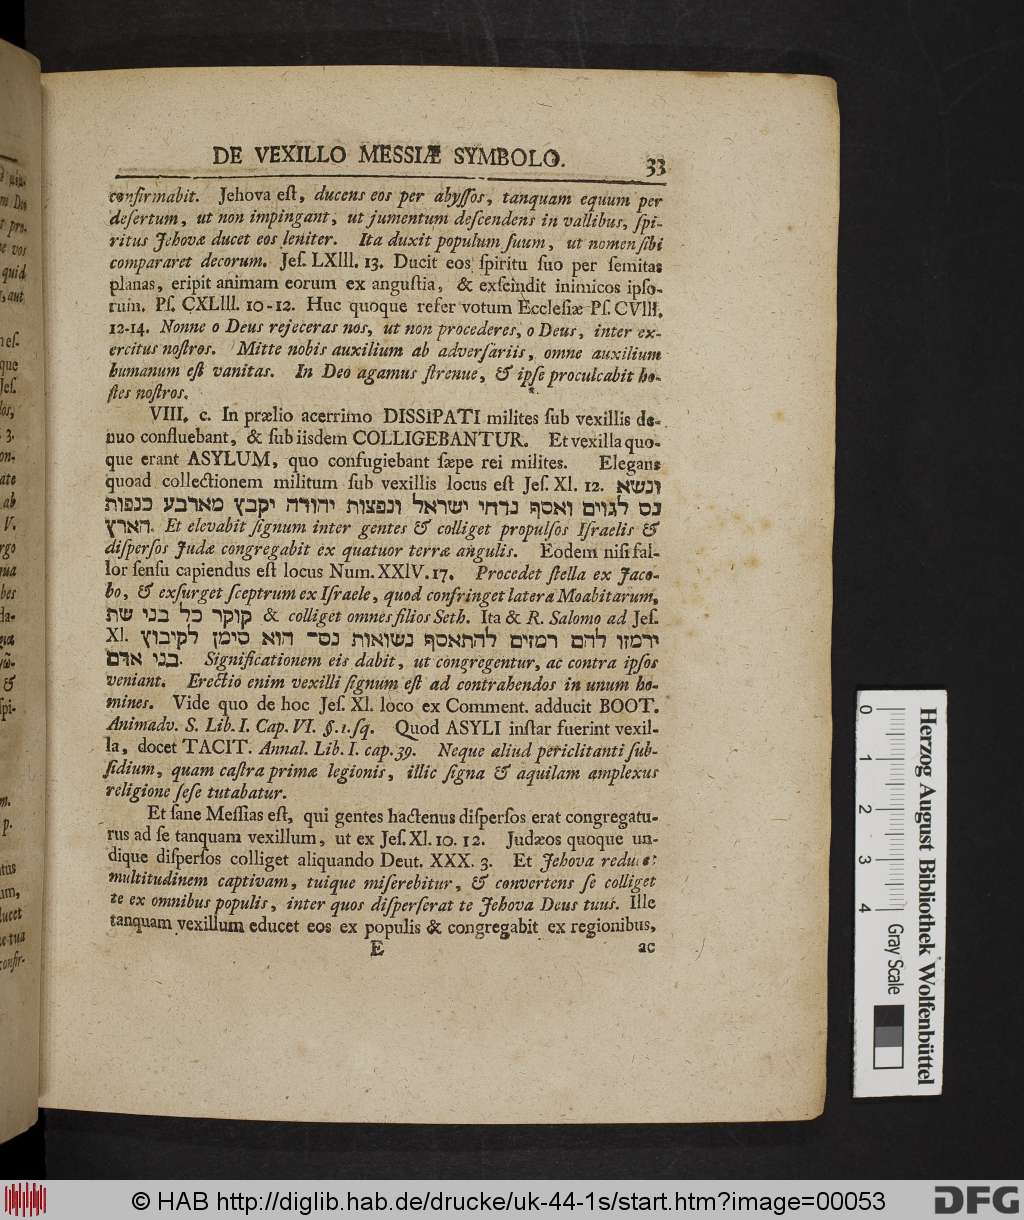 DE VEXILLO MESSIÆ SYMBOLO. 33
confirmabit. Jehova eſt, ducens eos per abyſſos, tanquam equum per
deſertum, ut non impingant, ut jumentum deſcendens in vallibus, ſpi-
ritus Jehovæ ducet eos leniter. Ita duxit populum ſuum, ut nomen ſibi
compararet decorum. Jeſ. LXIII. 13. Ducit eos ſpiritu ſuo per ſemitas
planas, eripit animam eorum ex anguſtia, & exſcindit inimicos ipſo-
rum. Pſ. CXLIII. 10-12. Huc quoque refer votum Eccleſiæ Pſ. CVIII.
12-14. Nonne o Deus rejeceras nos, ut non procederes, o Deus, inter ex-
ercitus noſtros. Mitte nobis auxilium ab adverſariis, omne auxilium
humanum eſt vanitas. In Deo agamus ſtrenue, & ipſe proculcabit ho-
ſtes noſtros.
VIII. c. In prælio acerrimo DISSIPATI milites ſub vexillis de-
nuo confluebant, & ſub iisdem COLLIGEBANTUR. Et vexilla quo-
que erant ASYLUM, quo confugiebant ſæpe rei milites. Elegans
quoad collectionem militum ſub vexillis locus eſt Jeſ. XI. 12. ונשא
נס לגוים ואסף נדחי ישראל ונפצות יהודה יקבץ מארבע כנפות
הארץ. Et elevabit ſignum inter gentes & colliget propulſos Iſraelis &
diſperſos Judæ congregabit ex quatuor terræ angulis. Eodem niſi fal-
lor ſenſu capiendus eſt locus Num. XXIV. 17. Procedet ſtella ex Jaco-
bo, & exſurget ſceptrum ex Iſraele, quod confringet latera Moabitarum,
קוקר כל בני שת & colliget omnes filios Seth. Ita & R. Salomo ad Jeſ.
XI. ירמזו להם רמזים להתאסף נשואות נס־ הוא סימן לקיבוץ
בני אדם. Significationem eis dabit, ut congregentur, ac contra ipſos
veniant. Erectio enim vexilli ſignum eſt ad contrahendos in unum ho-
mines. Vide quo de hoc Jeſ. XI. loco ex Comment. adducit BOOT.
Animadv. S. Lib. I. Cap. VI. §. 1. ſq. Quod ASYLI inſtar fuerint vexil-
la, docet TACIT. Annal. Lib. I. cap. 39. Neque aliud periclitanti ſub-
ſidium, quam caſtra primæ legionis, illic ſigna & aquilam amplexus
religione ſeſe tutabatur.
Et ſane Meſſias eſt, qui gentes hactenus diſperſos erat congregatu-
rus ad ſe tanquam vexillum, ut ex Jeſ. XI. 10. 12. Judæos quoque un-
dique diſperſos colliget aliquando Deut. XXX. 3. Et Jehova reducet
multitudinem captivam, tuique miſerebitur, & convertens ſe colliget
te ex omnibus populis, inter quos diſperſerat te Jehova Deus tuus. Ille
tanquam vexillum educet eos ex populis & congregabit ex regionibus,
E ac
0 1 2 3 4
Gray Scale
Herzog August Bibliothek Wolfenbüttel
© HAB http://diglib.hab.de/drucke/uk-44-1s/start.htm?image=00053
DFG